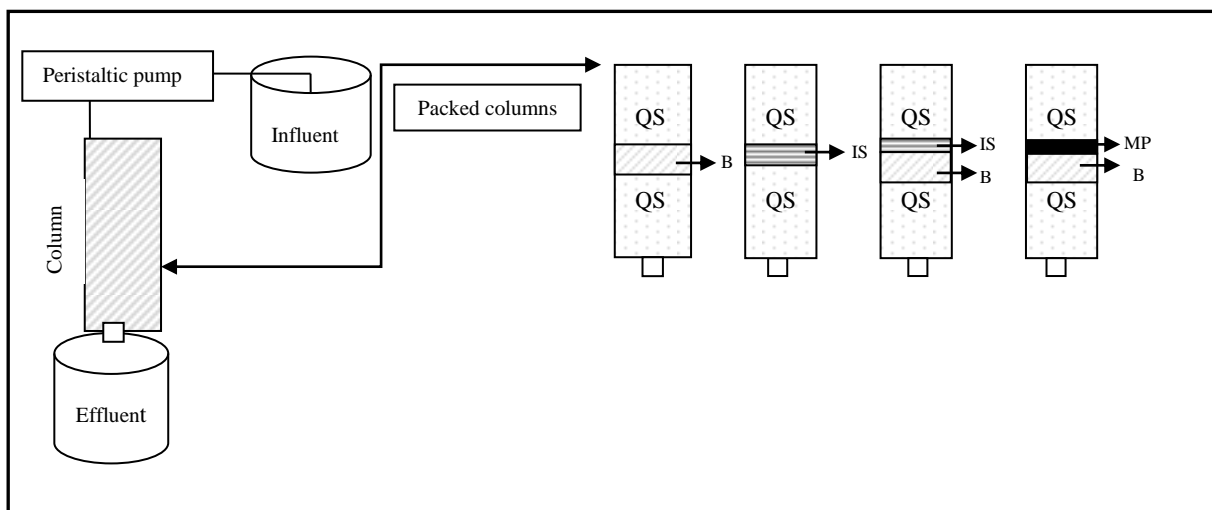 Peristaltic pump
Influent
Packed columns
Column
Effluent
QS
B
QS
QS
IS
QS
QS
IS
B
QS
QS
MP
B
QS